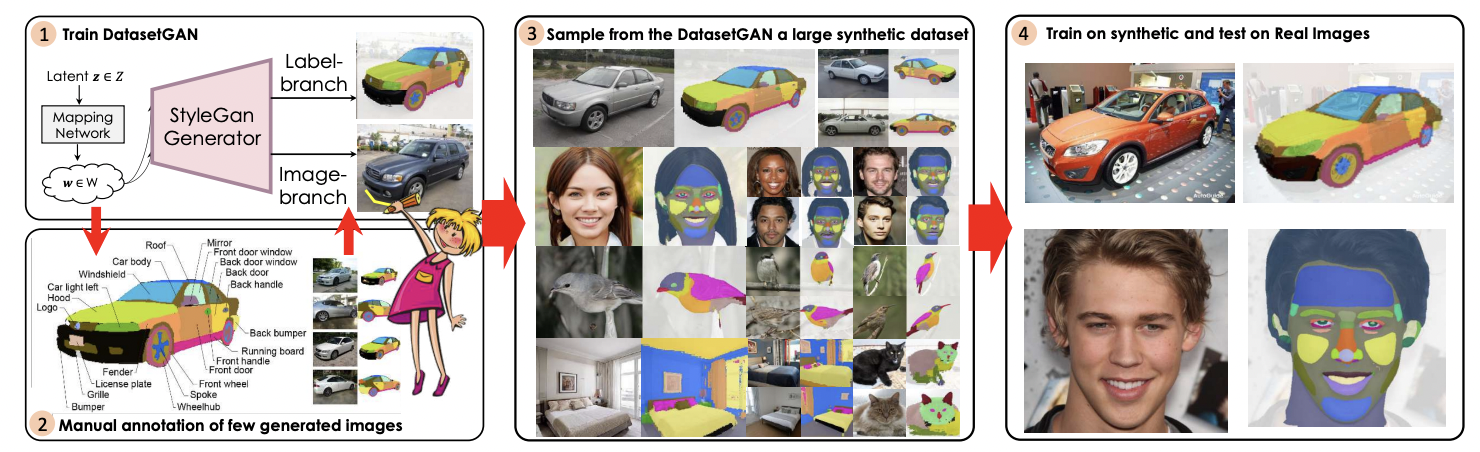 1 Train DatasetGAN
Latent z ∈ Z
Mapping
Network
w ∈ W
StyleGan
Generator
Label-
branch
Image-
branch
Roof
Mirror
Front door window
Car body
Back door window
Windshield
Back door
Back handle
Car light left
Hood
Logo
Back bumper
Running board
Front handle
Front door
Fender
License plate
Front wheel
Grille
Spoke
Bumper
Wheelhub
2 Manual annotation of few generated images
3 Sample from the DatasetGAN a large synthetic dataset
4 Train on synthetic and test on Real Images